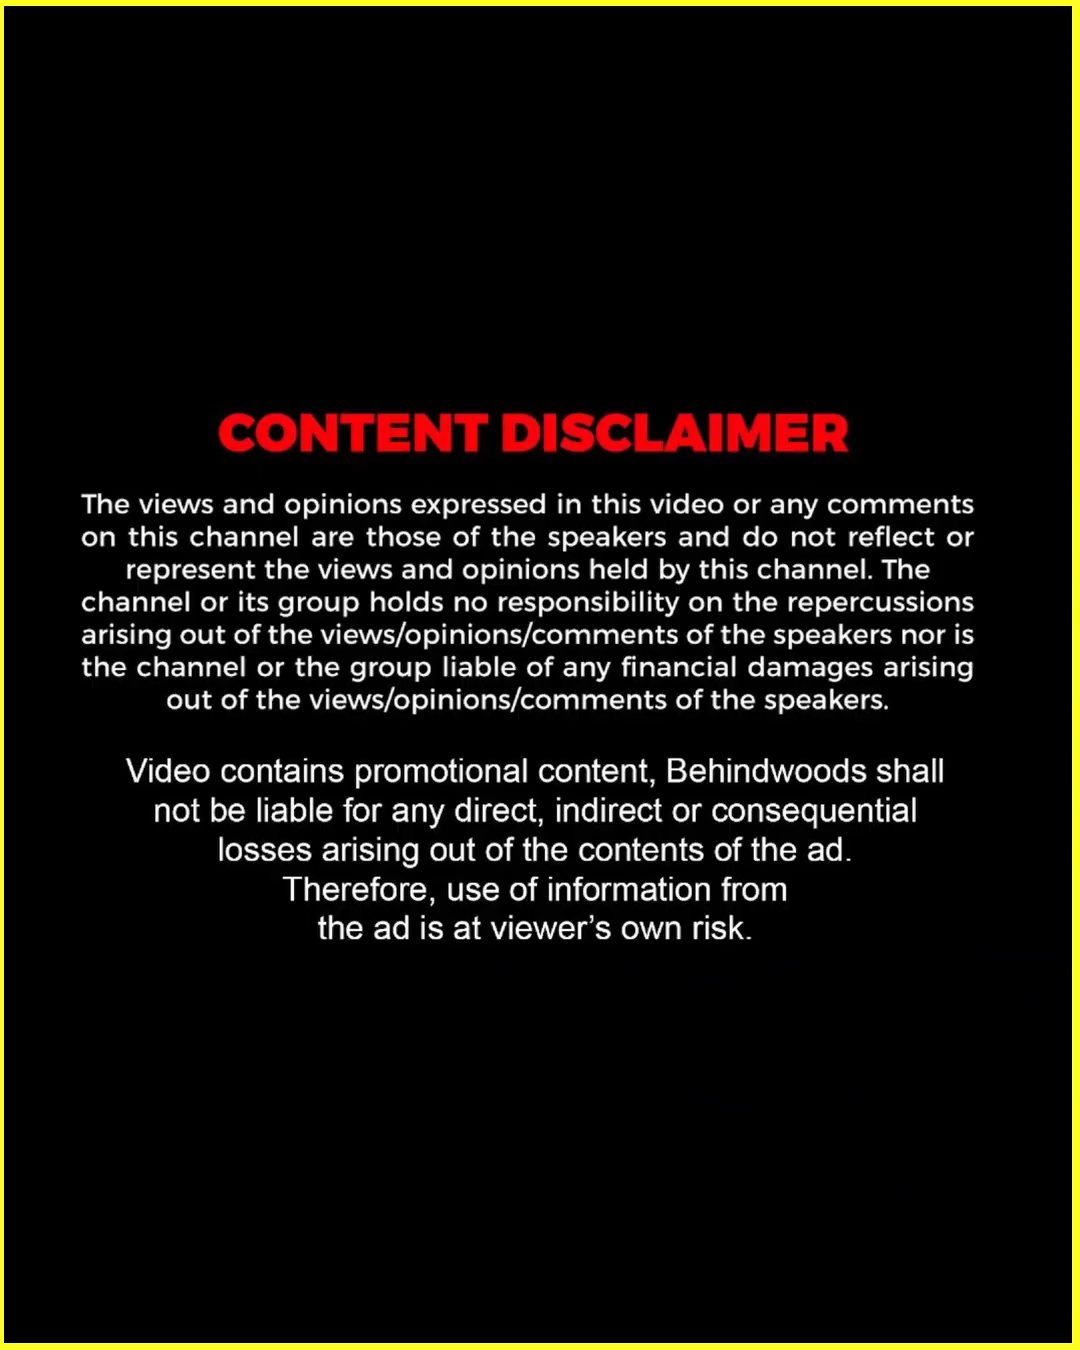 CONTENT DISCLAIMER
The views and opinions expressed in this video or any comments
on this channel are those of the speakers and do not reflect or
represent the views and opinions held by this channel. The
channel or its group holds no responsibility on the repercussions
arising out of the views/opinions/comments of the speakers nor is
the channel or the group liable of any financial damages arising
out of the views/opinions/comments of the speakers.
Video contains promotional content, Behindwoods shall
not be liable for any direct, indirect or consequential
losses arising out of the contents of the ad.
Therefore, use of information from
the ad is at viewer’s own risk.